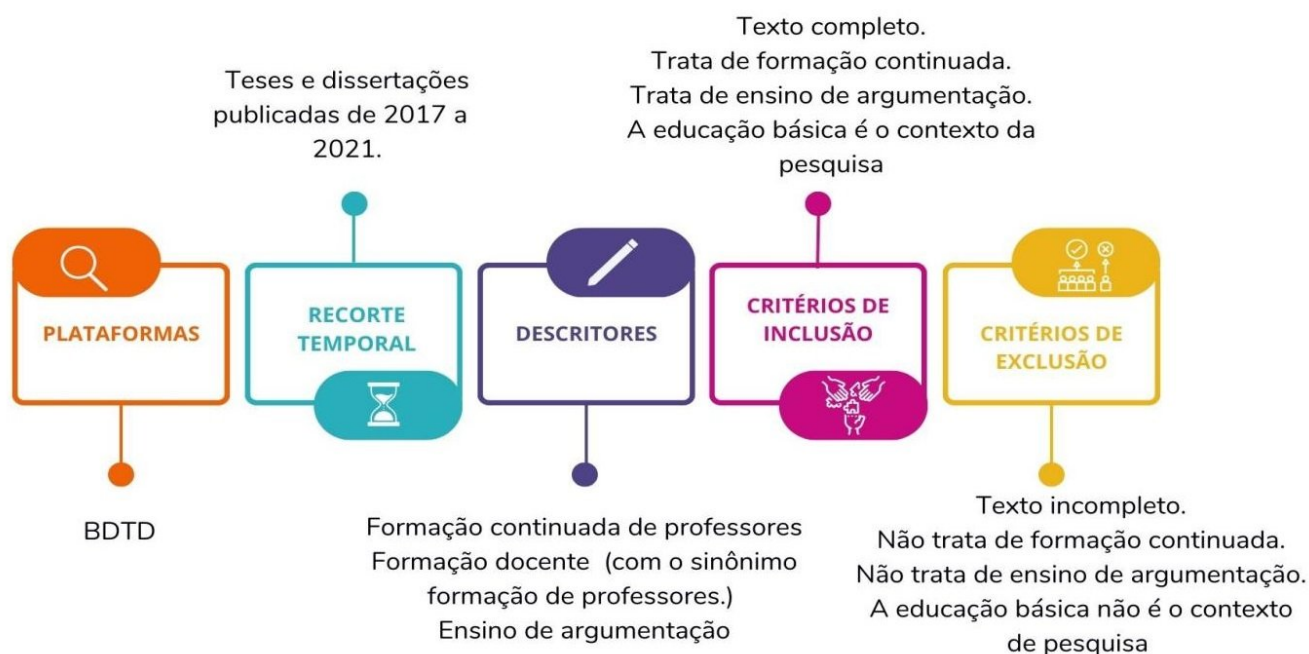 Texto completo.
Trata de formação continuada.
Trata de ensino de argumentação.
A educação básica é o contexto da
pesquisa
Teses e dissertações
publicadas de 2017 a
2021.
PLATAFORMAS
RECORTE
TEMPORAL
DESCRITORES
CRITÉRIOS DE
INCLUSÃO
CRITÉRIOS DE
EXCLUSÃO
BDTD
Formação continuada de professores
Formação docente (com o sinônimo
formação de professores.)
Ensino de argumentação
Texto incompleto.
Não trata de formação continuada.
Não trata de ensino de argumentação.
A educação básica não é o contexto
de pesquisa